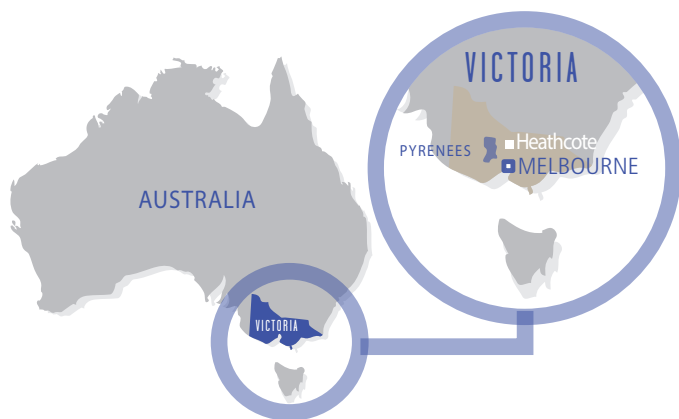 VICTORIA
Heathcote
PYRENEES
MELBOURNE
AUSTRALIA
VICTORIA